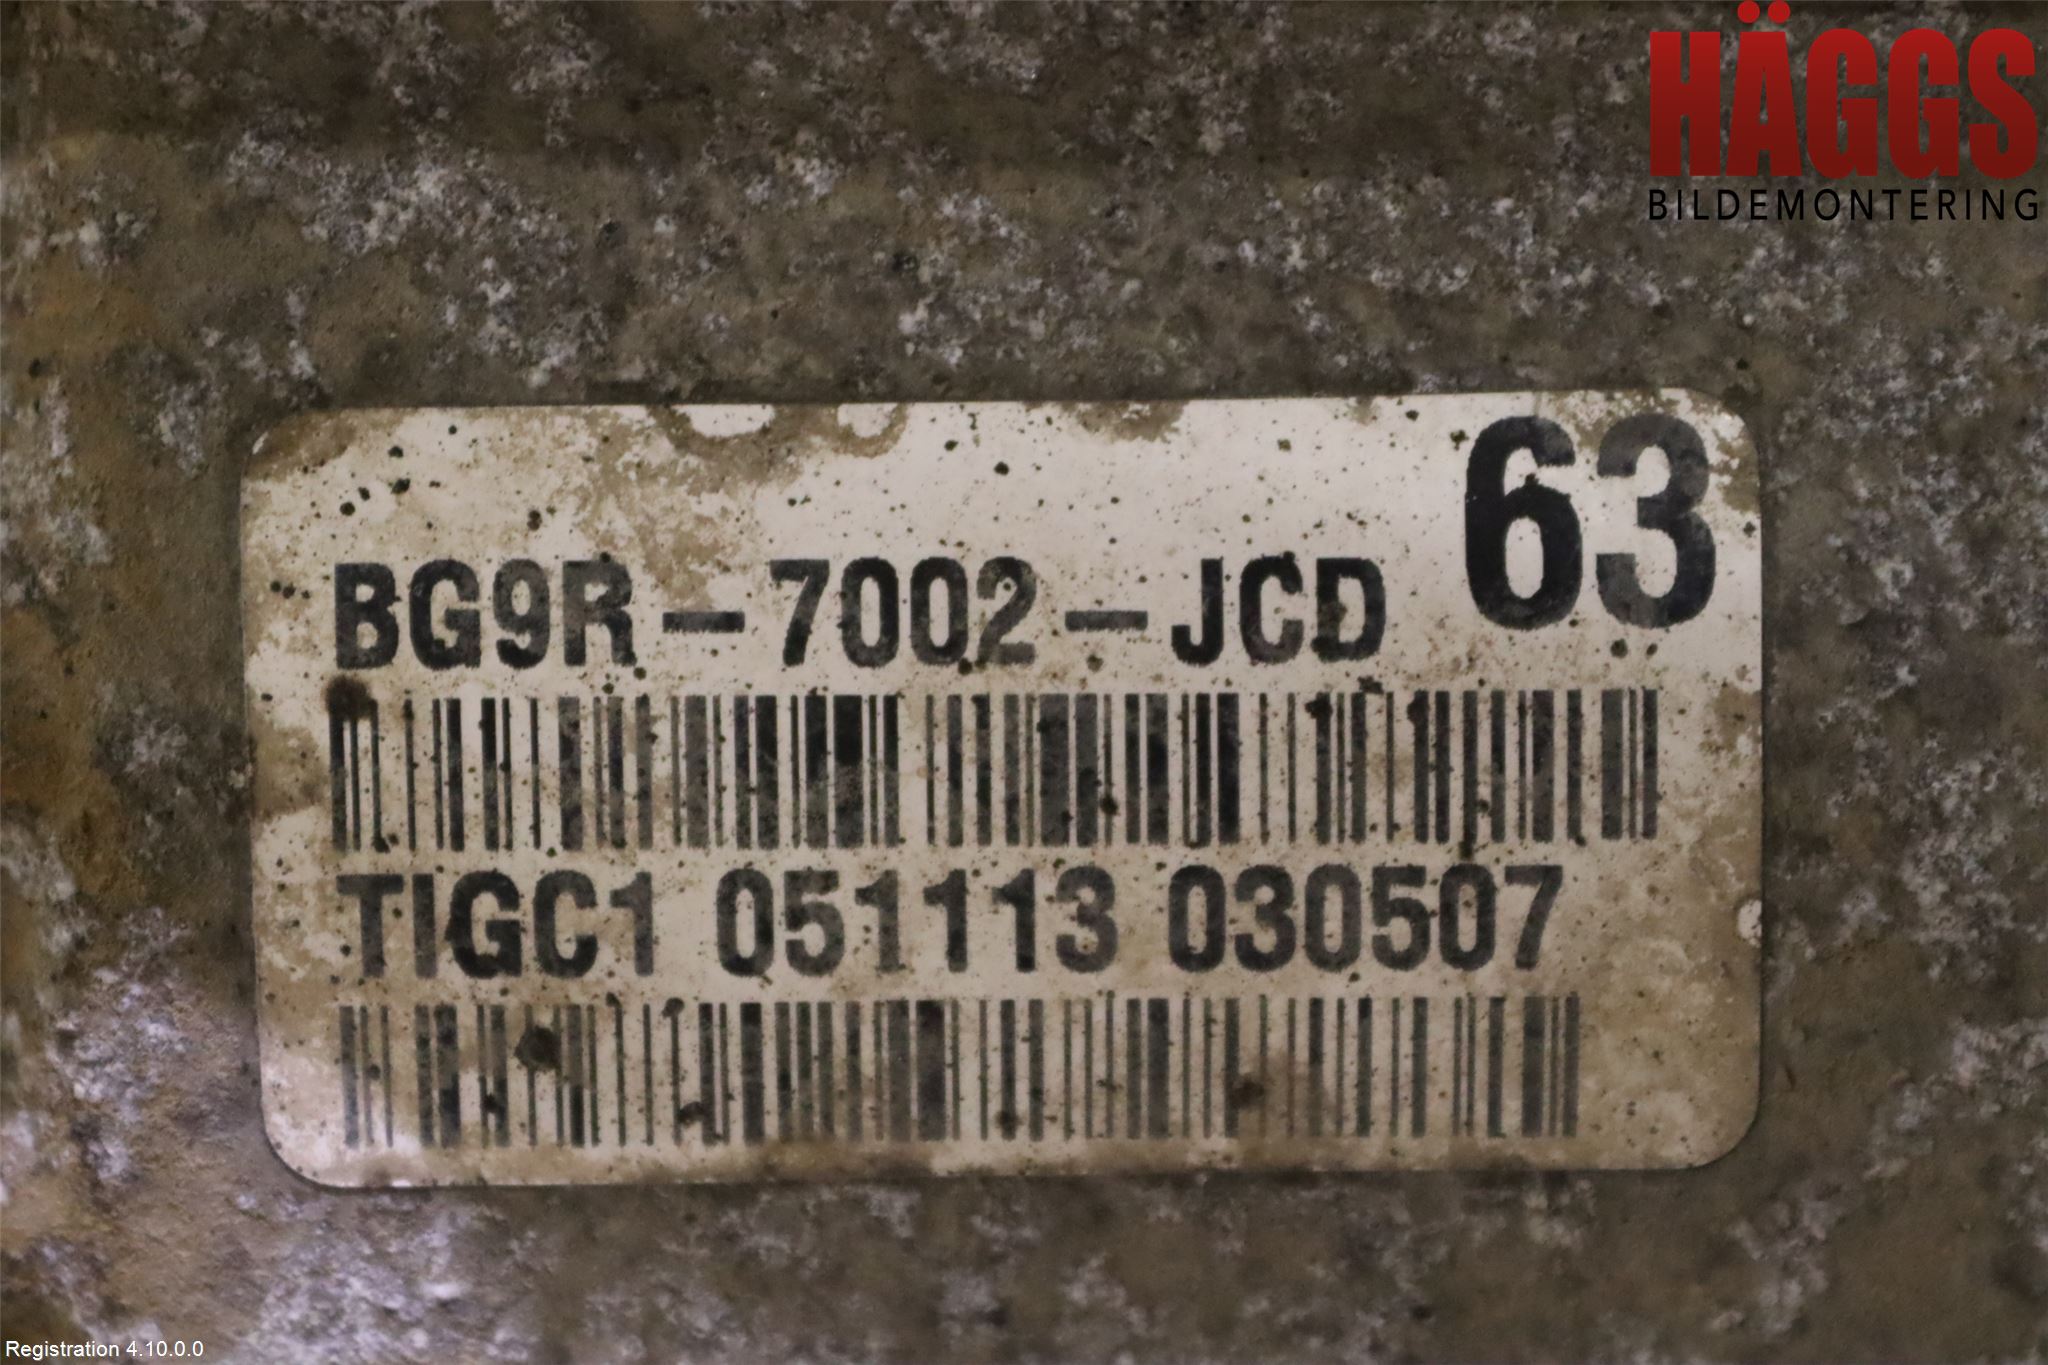 HÄGGS
BILDEMONTERING
63
BG9R-7002-JCD
TIGC1 051113 030507
Registration 4.10.0.0